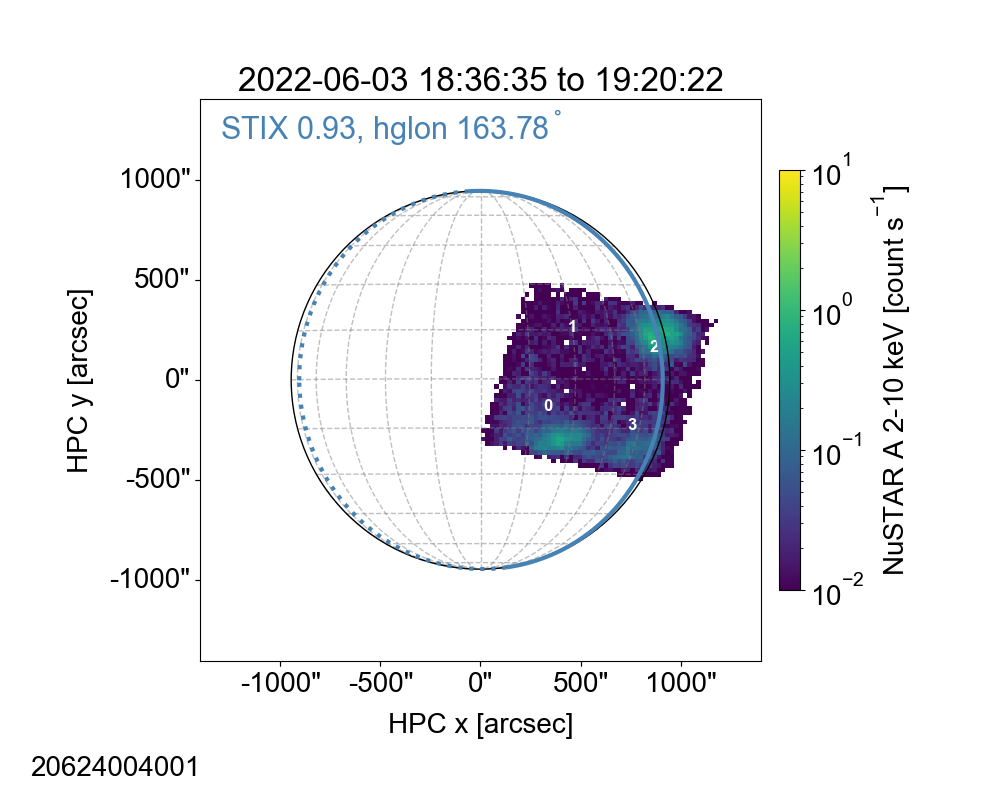 2022-06-03 18:36:35 to 19:20:22
STIX 0.93, hglon 163.78°
1000"
500"
0"
-500"
-1000"
HPC y [arcsec]
1
2
0
3
-1000" -500" 0" 500" 1000"
HPC x [arcsec]
10¹
10⁰
10⁻¹
10⁻²
NuSTAR A 2-10 keV [count s⁻¹]
20624004001